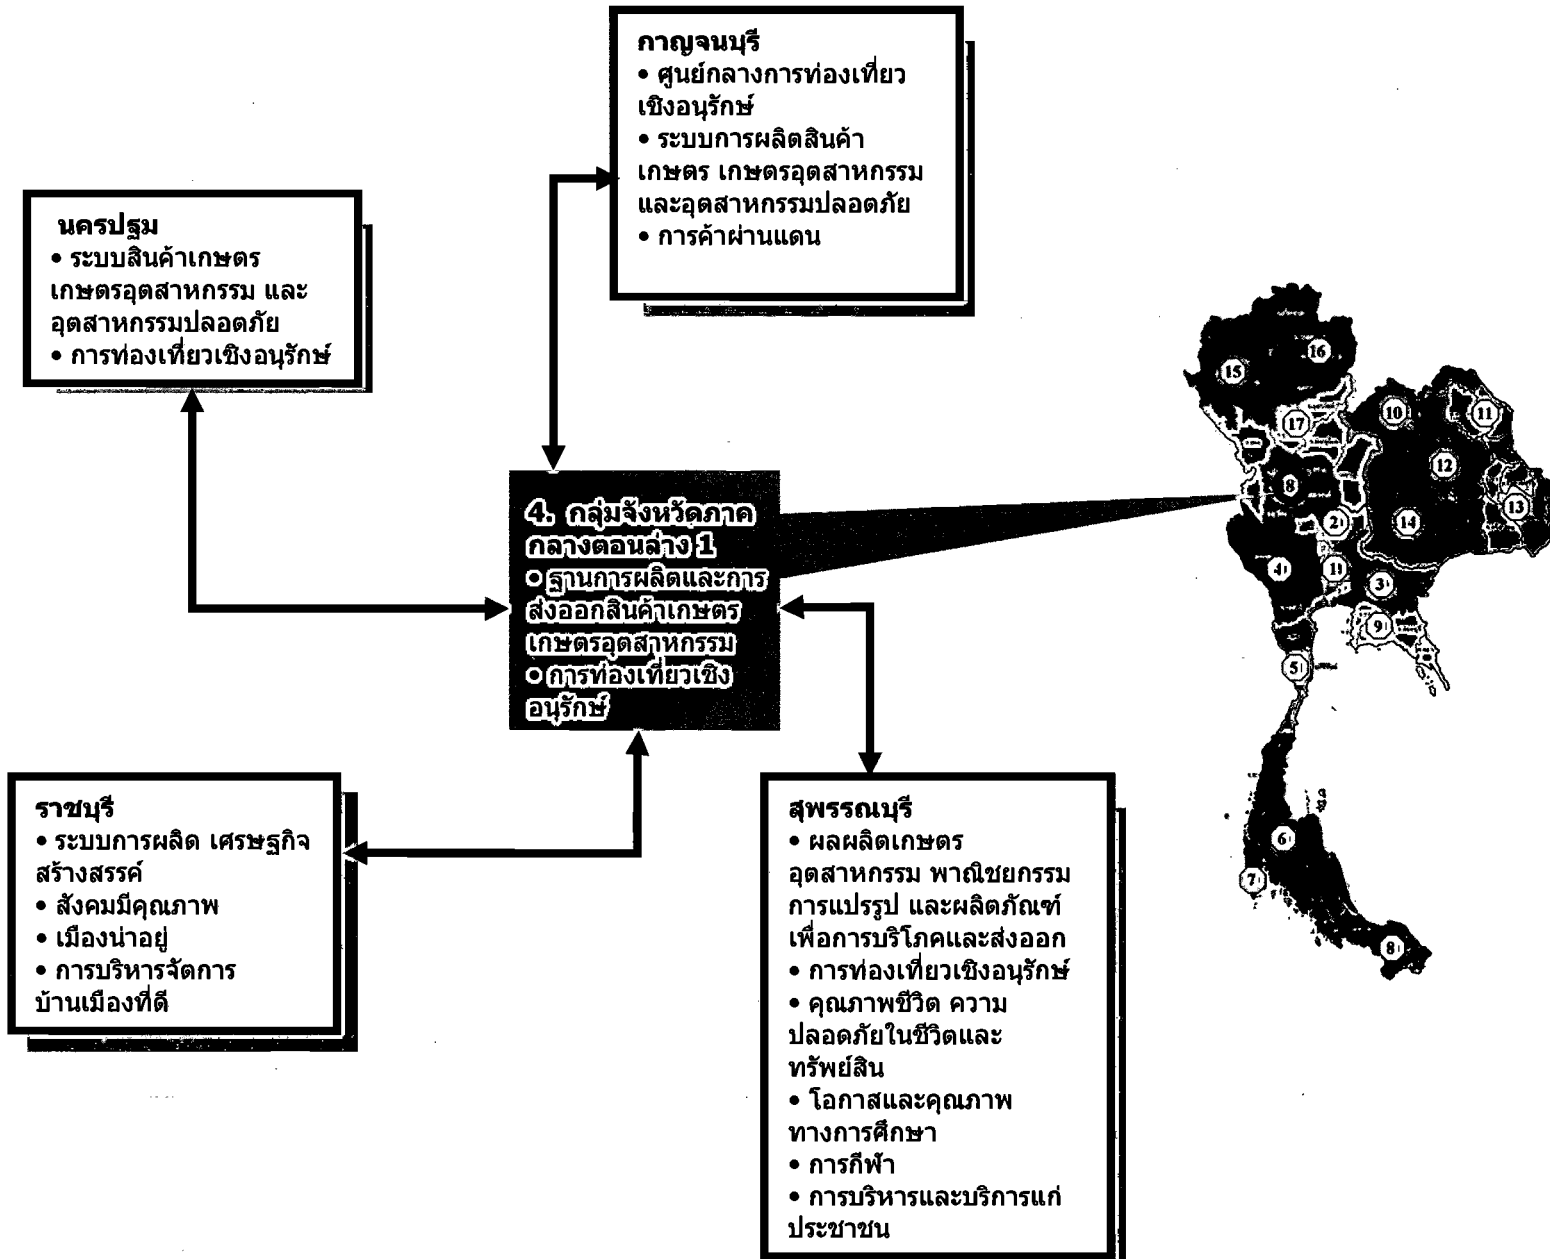 กาญจนบุรี
• ศูนย์กลางการท่องเที่ยว
เชิงอนุรักษ์
• ระบบการผลิตสินค้า
เกษตร เกษตรอุตสาหกรรม
และอุตสาหกรรมปลอดภัย
• การค้าผ่านแดน
นครปฐม
• ระบบสินค้าเกษตร
เกษตรอุตสาหกรรม และ
อุตสาหกรรมปลอดภัย
• การท่องเที่ยวเชิงอนุรักษ์
4. กลุ่มจังหวัดภาค
กลางตอนล่าง 1
• ฐานการผลิตและการ
ส่งออกสินค้าเกษตร
เกษตรอุตสาหกรรม
• การท่องเที่ยวเชิง
อนุรักษ์
ราชบุรี
• ระบบการผลิต เศรษฐกิจ
สร้างสรรค์
• สังคมมีคุณภาพ
• เมืองน่าอยู่
• การบริหารจัดการ
บ้านเมืองที่ดี
สุพรรณบุรี
• ผลผลิตเกษตร
อุตสาหกรรม พาณิชยกรรม
การแปรรูป และผลิตภัณฑ์
เพื่อการบริโภคและส่งออก
• การท่องเที่ยวเชิงอนุรักษ์
• คุณภาพชีวิต ความ
ปลอดภัยในชีวิตและ
ทรัพย์สิน
• โอกาสและคุณภาพ
ทางการศึกษา
• การกีฬา
• การบริหารและบริการแก่
ประชาชน
16
15
10
11
17
12
8
13
2
14
4
1
3
9
5
6
7
8